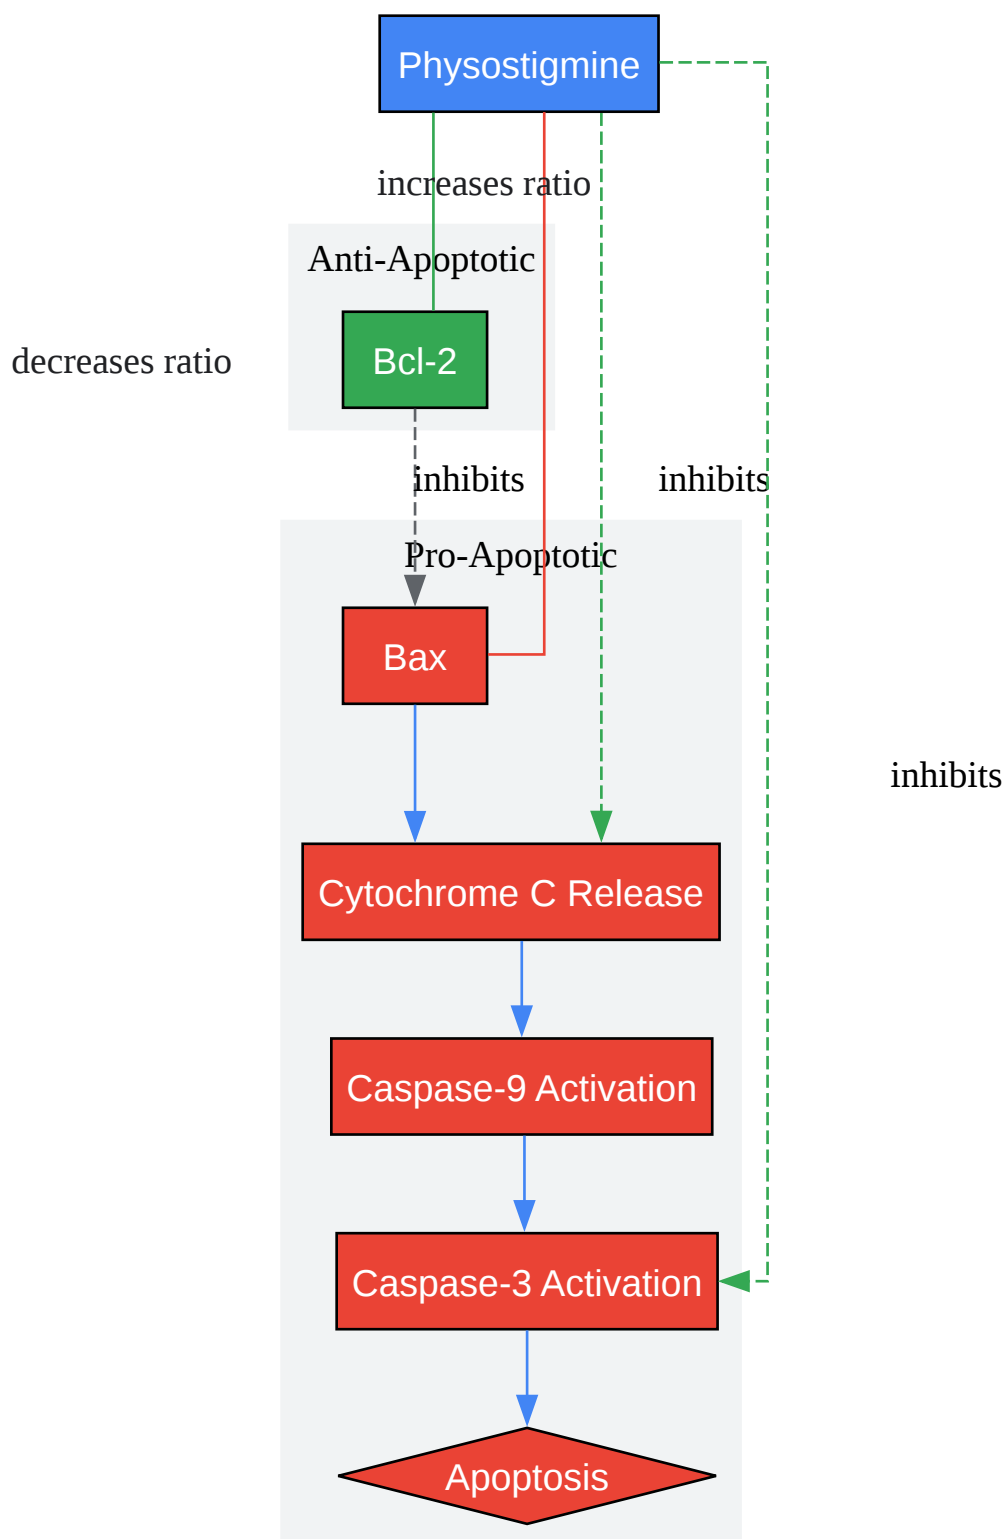 Physostigmine
increases ratio
Anti-Apoptotic
Bcl-2
decreases ratio
inhibits
inhibits
Pro-Apoptotic
Bax
inhibits
Cytochrome C Release
Caspase-9 Activation
Caspase-3 Activation
Apoptosis